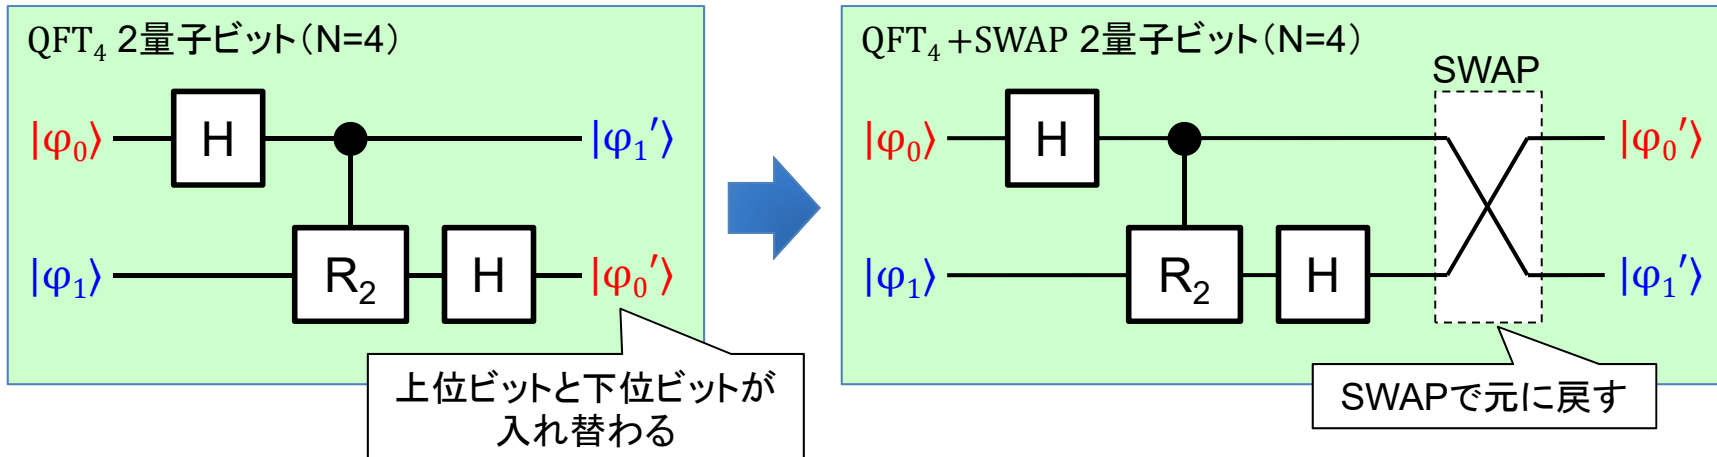 QFT₄ 2量子ビット(N=4)
|φ₀⟩
H
|φ₁′⟩
|φ₁⟩
R₂
H
|φ₀′⟩
上位ビットと下位ビットが
入れ替わる
QFT₄+SWAP 2量子ビット(N=4)
SWAP
|φ₀⟩
H
|φ₀′⟩
|φ₁⟩
R₂
H
|φ₁′⟩
SWAPで元に戻す